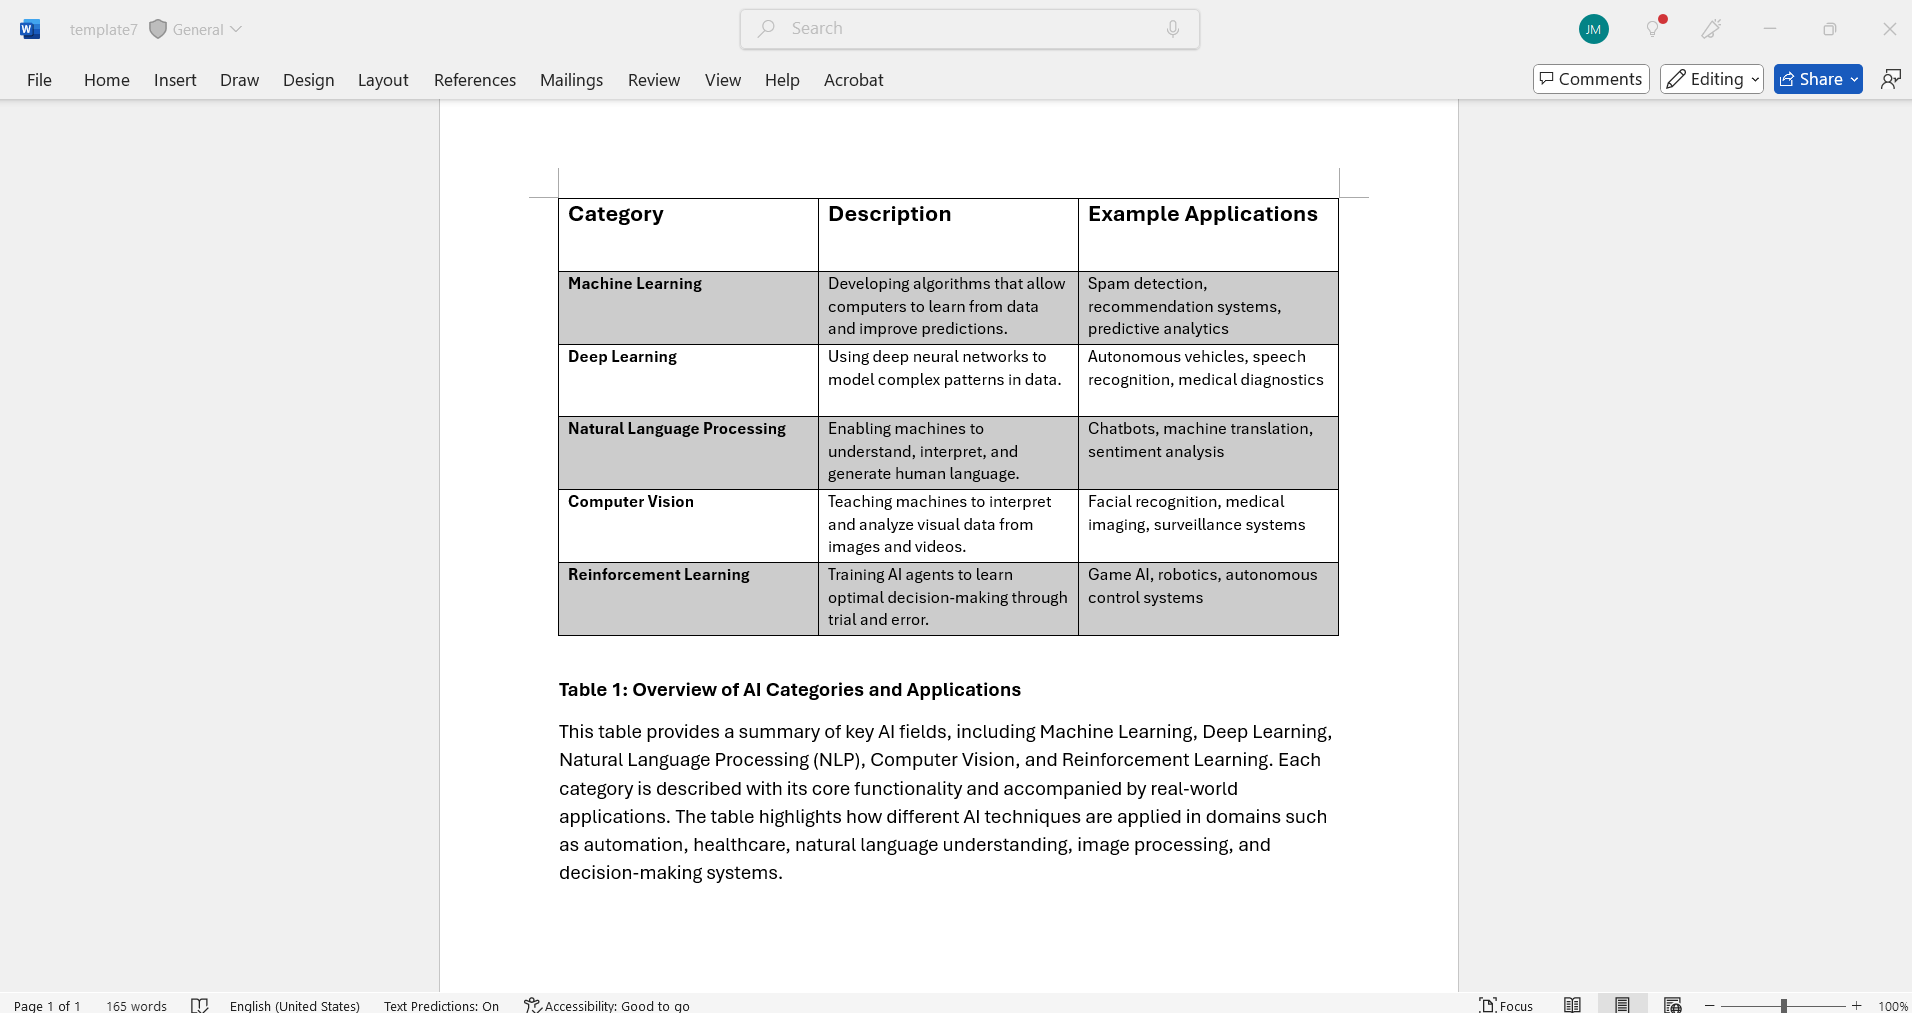 template7 General
Search
JM
File Home Insert Draw Design Layout References Mailings Review View Help Acrobat
Comments Editing Share
Category Description Example Applications
Machine Learning
Developing algorithms that allow
computers to learn from data
and improve predictions.
Spam detection,
recommendation systems,
predictive analytics
Deep Learning
Using deep neural networks to
model complex patterns in data.
Autonomous vehicles, speech
recognition, medical diagnostics
Natural Language Processing
Enabling machines to
understand, interpret, and
generate human language.
Chatbots, machine translation,
sentiment analysis
Computer Vision
Teaching machines to interpret
and analyze visual data from
images and videos.
Facial recognition, medical
imaging, surveillance systems
Reinforcement Learning
Training AI agents to learn
optimal decision-making through
trial and error.
Game AI, robotics, autonomous
control systems
Table 1: Overview of AI Categories and Applications
This table provides a summary of key AI fields, including Machine Learning, Deep Learning,
Natural Language Processing (NLP), Computer Vision, and Reinforcement Learning. Each
category is described with its core functionality and accompanied by real-world
applications. The table highlights how different AI techniques are applied in domains such
as automation, healthcare, natural language understanding, image processing, and
decision-making systems.
Page 1 of 1 165 words English (United States) Text Predictions: On Accessibility: Good to go Focus 100%